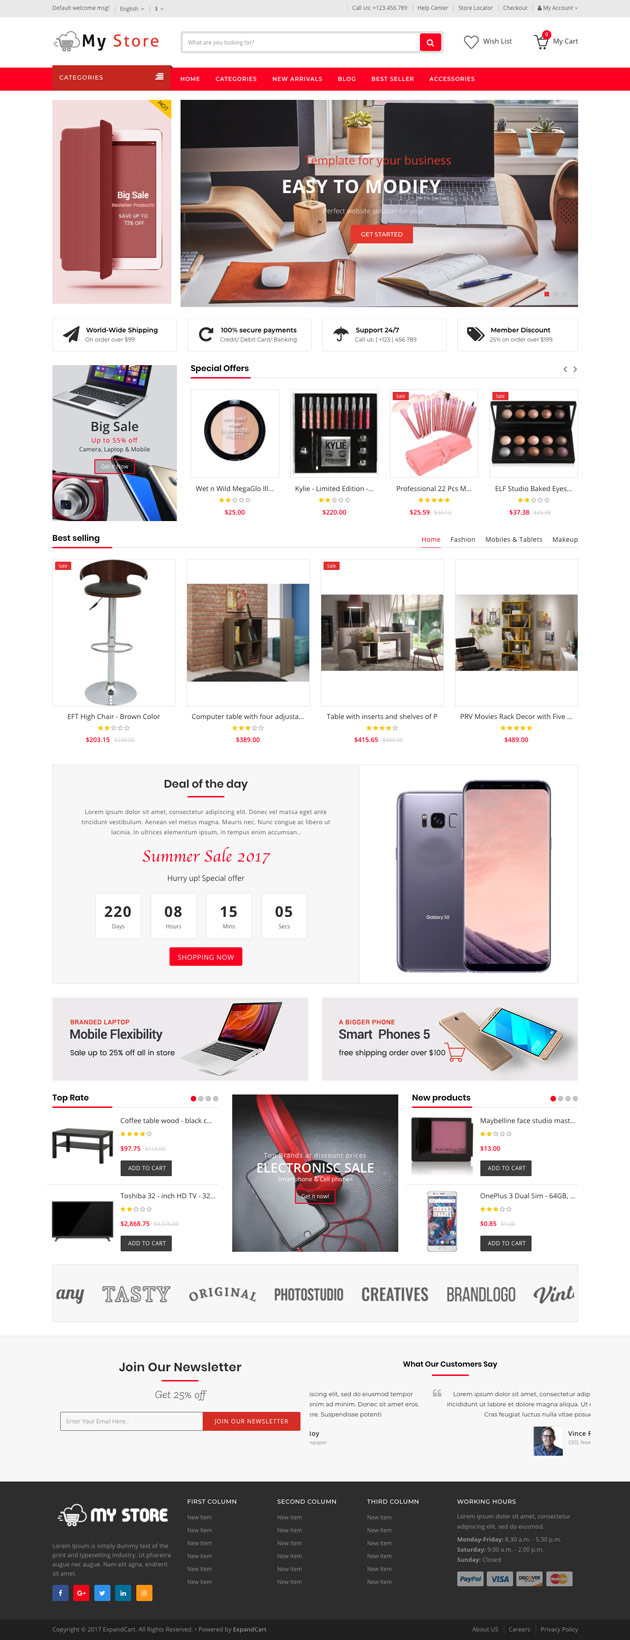 Default welcome msg!
English
$
Call Us: +123.456.789
Help Center
Store Locator
Checkout
My Account
My Store
What are you looking for?
Wish List
0
My Cart
CATEGORIES
HOME
CATEGORIES
NEW ARRIVALS
BLOG
BEST SELLER
ACCESSORIES
HOT
Big Sale
Bestseller Products
SAVE UP TO
72% OFF
Template for your business
EASY TO MODIFY
Perfect website solution for your
GET STARTED
World-Wide Shipping
On order over $99
100% secure payments
Credit/ Debit Card/ Banking
Support 24/7
Call us: ( +123 ) 456 789
Member Discount
25% on order over $199
Big Sale
Up to 55% off
Camera, Laptop & Mobile
Get it Now
Special Offers
Wet n Wild MegaGlo Ill...
$25.00
KYLIE
Kylie - Limited Edition -...
$220.00
Sale
Professional 22 Pcs M...
$25.59
Sale
ELF Studio Baked Eyes...
$37.38
Best selling
Home
Fashion
Mobiles & Tablets
Makeup
Sale
EFT High Chair - Brown Color
$203.15
Computer table with four adjusta...
$389.00
Sale
Table with inserts and shelves of P
$415.65
PRV Movies Rack Decor with Five ...
$489.00
Deal of the day
Lorem ipsum dolor sit amet, consectetur adipiscing elit. Donec vel massa eget ante
tincidunt vestibulum. Aenean vel metus magna. Mauris nec. Nunc congue ac libero ut
lacinia. In ultrices elementum ipsum, in tempus enim accumsan..
Summer Sale 2017
Hurry up! Special offer
220
Days
08
Hours
15
Mins
05
Secs
SHOPPING NOW
Galaxy S8
BRANDED LAPTOP
Mobile Flexibility
Sale up to 25% off all in store
A BIGGER PHONE
Smart Phones 5
free shipping order over $100
Top Rate
Coffee table wood - black c...
$97.75
ADD TO CART
Toshiba 32 - inch HD TV - 32...
$2,868.75
ADD TO CART
Top Brands at discount prices
ELECTRONISC SALE
Smartphone & Cell phone
Get it now!
New products
Maybelline face studio mast...
$13.00
ADD TO CART
OnePlus 3 Dual Sim - 64GB, ...
$0.85
ADD TO CART
any
TASTY
ORIGINAL
PHOTOSTUDIO
CREATIVES
BRANDLOGO
Vint
Join Our Newsletter
Get 25% off
Enter Your Email Here...
JOIN OUR NEWSLETTER
What Our Customers Say
iscing elit, sed do eiusmod tempor
enim ad minim. Donec sit amet eros.
ere. Suspendisse potenti
loy
spaper
Lorem ipsum dolor sit amet, consectetur adip
incididunt ut labore et dolore magna aliqua. Ut e
Cras feugiat luctus nulla vitae posue
Vince R
CEO, New
MY STORE
Lorem Ipsum is simply dummy text of the
print and typesetting industry. Ut pharetra
augue nec augue. Nam elit agna, endrerit
sit amet.
FIRST COLUMN
New Item
New Item
New Item
New Item
New Item
New Item
SECOND COLUMN
New Item
New Item
New Item
New Item
New Item
New Item
THIRD COLUMN
New Item
New Item
New Item
New Item
New Item
New Item
WORKING HOURS
Lorem ipsum dolor sit amet, consectetur
adipiscing elit, sed do eiusmod.
Monday-Friday: 8.30 a.m. - 5.30 p.m.
Saturday: 9.00 a.m. - 2.00 p.m.
Sunday: Closed
PayPal
VISA
DISCOVER
MasterCard
Copyright © 2017 ExpandCart. All Rights Reserved. • Powered by ExpandCart
About US
Careers
Privacy Policy